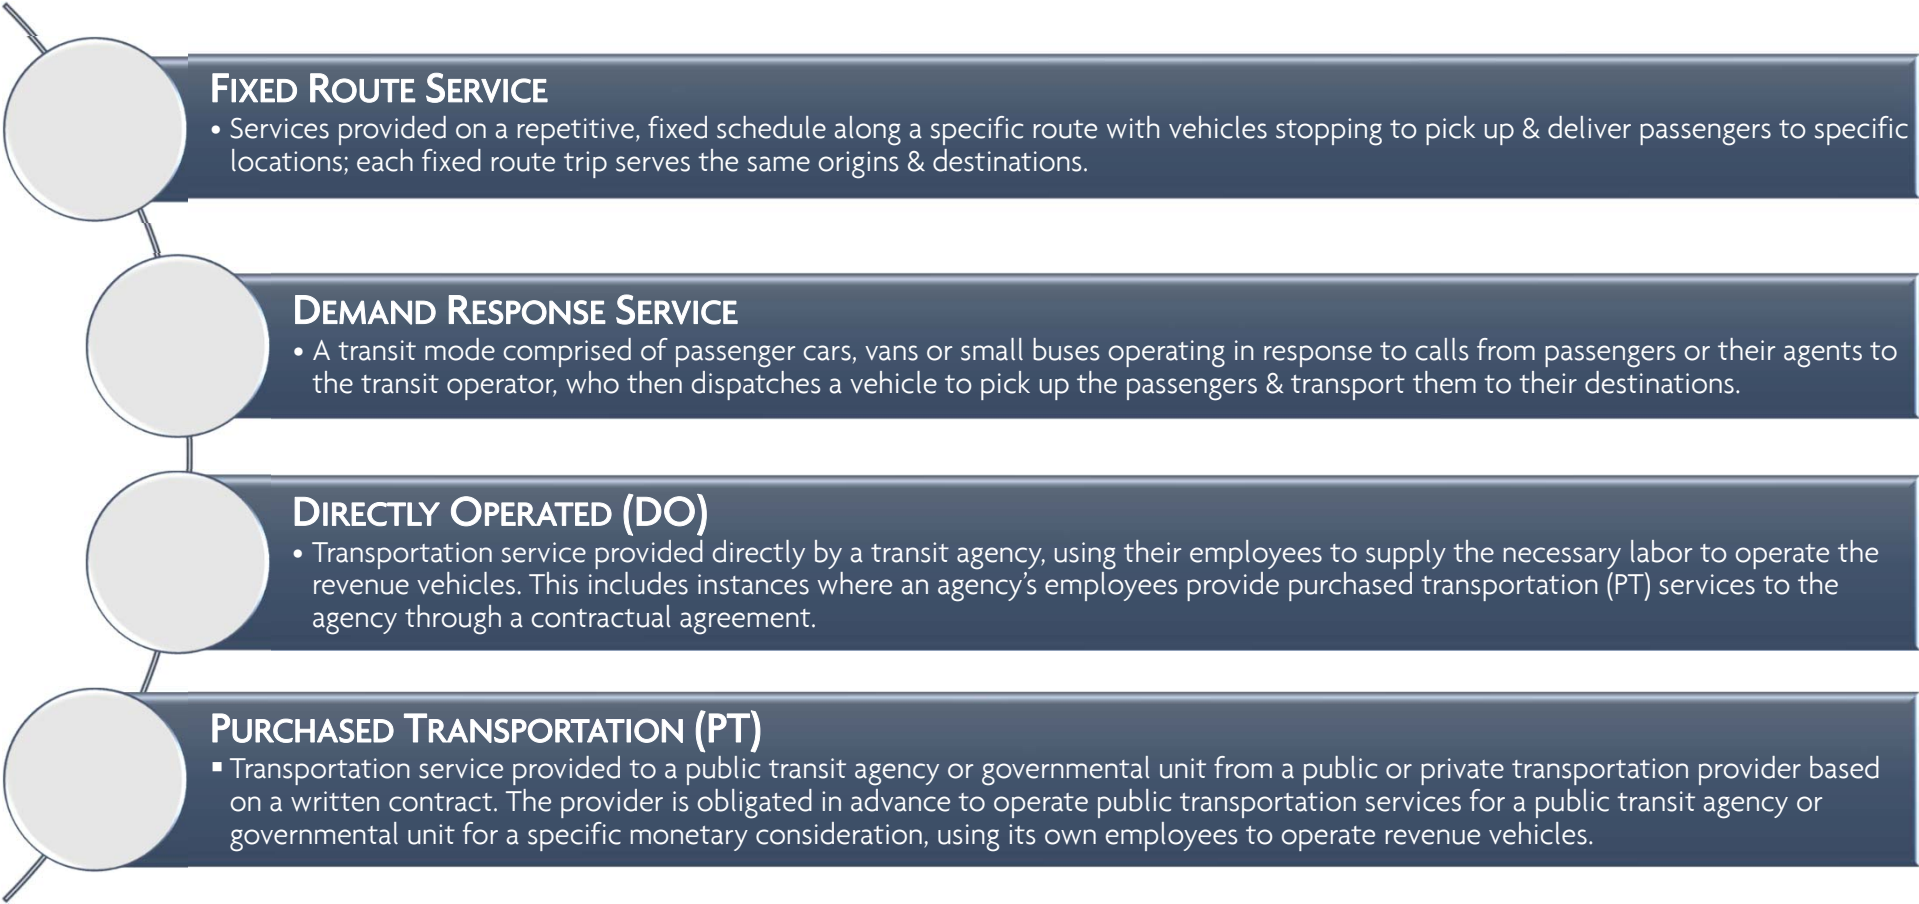 FIXED ROUTE SERVICE
• Services provided on a repetitive, fixed schedule along a specific route with vehicles stopping to pick up & deliver passengers to specific
locations; each fixed route trip serves the same origins & destinations.
DEMAND RESPONSE SERVICE
• A transit mode comprised of passenger cars, vans or small buses operating in response to calls from passengers or their agents to
the transit operator, who then dispatches a vehicle to pick up the passengers & transport them to their destinations.
DIRECTLY OPERATED (DO)
• Transportation service provided directly by a transit agency, using their employees to supply the necessary labor to operate the
revenue vehicles. This includes instances where an agency’s employees provide purchased transportation (PT) services to the
agency through a contractual agreement.
PURCHASED TRANSPORTATION (PT)
▪ Transportation service provided to a public transit agency or governmental unit from a public or private transportation provider based
on a written contract. The provider is obligated in advance to operate public transportation services for a public transit agency or
governmental unit for a specific monetary consideration, using its own employees to operate revenue vehicles.